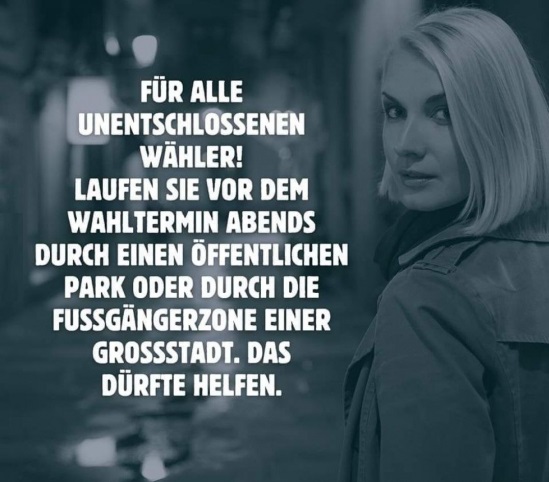 FÜR ALLE
UNENTSCHLOSSENEN
WÄHLER!
LAUFEN SIE VOR DEM
WAHLTERMIN ABENDS
DURCH EINEN ÖFFENTLICHEN
PARK ODER DURCH DIE
FUSSGÄNGERZONE EINER
GROSSSTADT. DAS
DÜRFTE HELFEN.